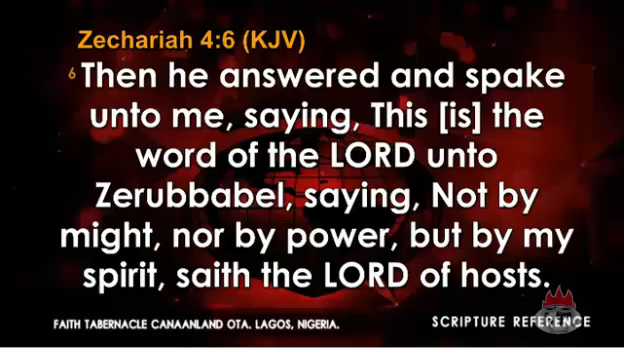 Zechariah 4:6 (KJV)
6 Then he answered and spake
unto me, saying, This [is] the
word of the LORD unto
Zerubbabel, saying, Not by
might, nor by power, but by my
spirit, saith the LORD of hosts.
FAITH TABERNACLE CANAANLAND OTA. LAGOS, NIGERIA.
SCRIPTURE REFERENCE